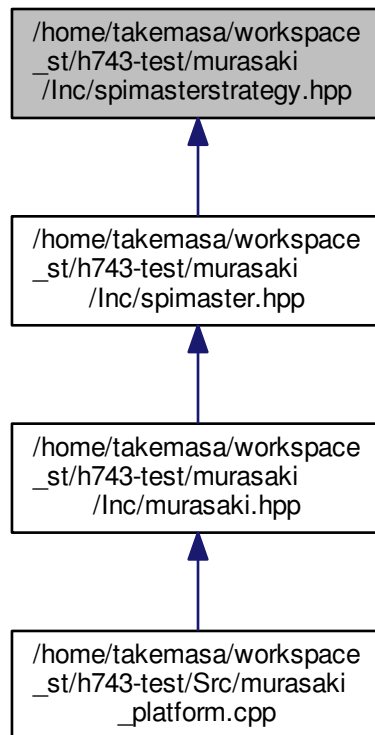 /home/takemasa/workspace
_st/h743-test/murasaki
/Inc/spimasterstrategy.hpp
/home/takemasa/workspace
_st/h743-test/murasaki
/Inc/spimaster.hpp
/home/takemasa/workspace
_st/h743-test/murasaki
/Inc/murasaki.hpp
/home/takemasa/workspace
_st/h743-test/Src/murasaki
_platform.cpp